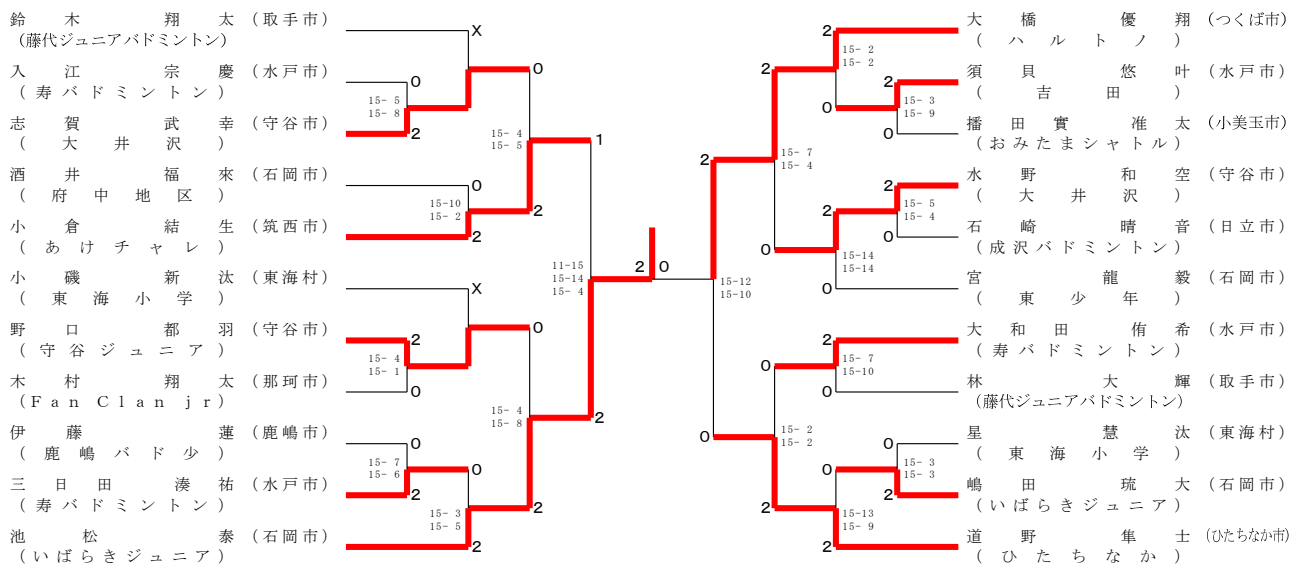 鈴木 翔太 (取手市)
(藤代ジュニアバドミントン)
X
入江 宗慶 (水戸市)
(寿バドミントン)
0
0
15- 5
15- 8
志賀 武幸 (守谷市)
(大井沢)
2
15- 4
15- 5
1
酒井 福來 (石岡市)
(府中地区)
0
15-10
15- 2
2
小倉 結生 (筑西市)
(あけチャレ)
2
11-15
15-14
15- 4
2
小磯 新汰 (東海村)
(東海小学)
X
野口 都羽 (守谷市)
(守谷ジュニア)
2
0
15- 4
15- 1
木村 翔太 (那珂市)
(Fan Clan jr)
0
15- 4
15- 8
2
伊藤 蓮 (鹿嶋市)
(鹿嶋バド少)
0
15- 7
15- 6
0
三日田 湊祐 (水戸市)
(寿バドミントン)
2
15- 3
15- 5
2
池松 泰 (石岡市)
(いばらきジュニア)
2
大橋 優翔 (つくば市)
(ハルトノ)
2
15- 2
15- 2
2
須貝 悠叶 (水戸市)
(吉田)
2
0
15- 3
15- 9
播田實 准太 (小美玉市)
(おみたまシャトル)
0
15- 7
15- 4
2
水野 和空 (守谷市)
(大井沢)
2
2
15- 5
15- 4
石崎 晴音 (日立市)
(成沢バドミントン)
0
0
15-14
15-14
0
15-12
15-10
宮 龍毅 (石岡市)
(東少年)
0
大和田 侑希 (水戸市)
(寿バドミントン)
2
0
15- 7
15-10
林 大輝 (取手市)
(藤代ジュニアバドミントン)
0
0
15- 2
15- 2
星 慧汰 (東海村)
(東海小学)
0
0
15- 3
15- 3
嶋田 琉大 (石岡市)
(いばらきジュニア)
2
2
15-13
15- 9
道野 隼士 (ひたちなか市)
(ひたちなか)
2